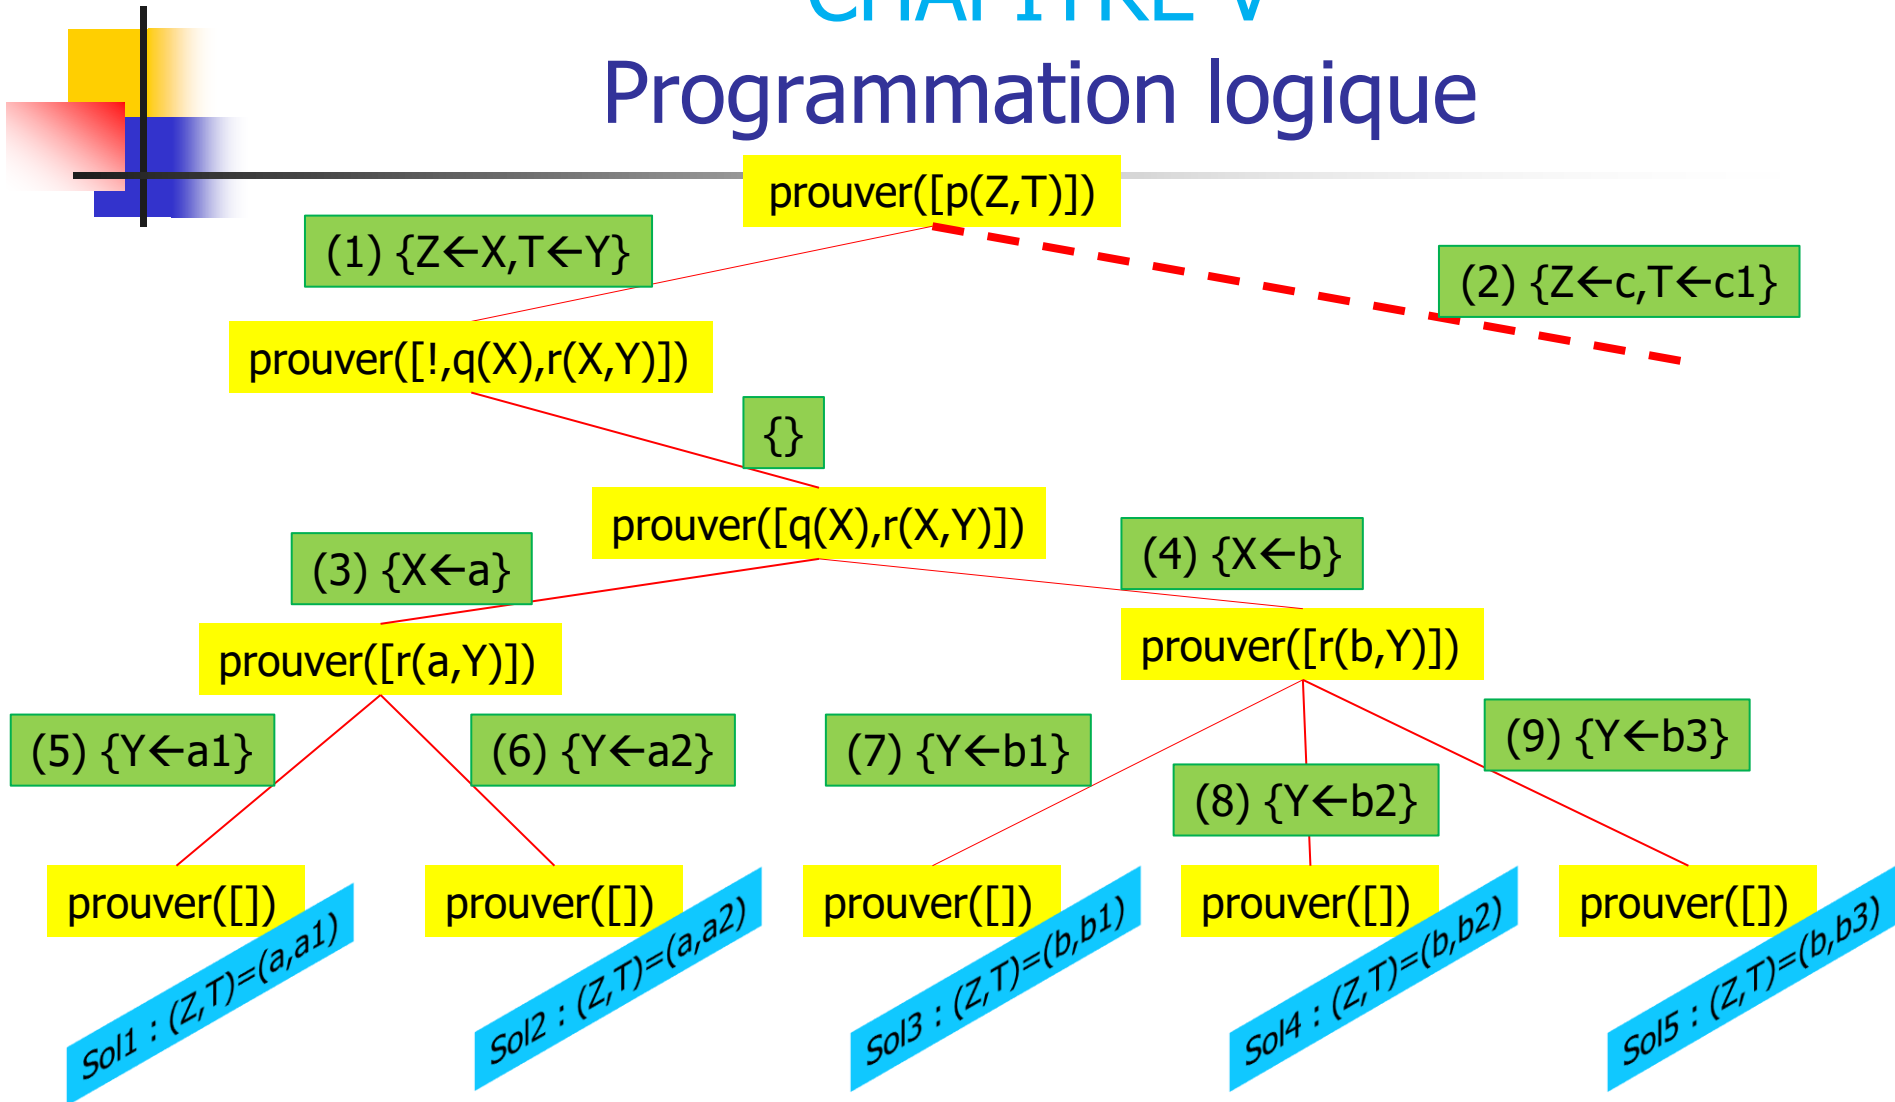 CHAPITRE V
Programmation logique
prouver([p(Z,T)])
(1) {Z←X,T←Y}
(2) {Z←c,T←c1}
prouver([!,q(X),r(X,Y)])
{}
prouver([q(X),r(X,Y)])
(3) {X←a}
(4) {X←b}
prouver([r(a,Y)])
prouver([r(b,Y)])
(5) {Y←a1}
(6) {Y←a2}
(7) {Y←b1}
(8) {Y←b2}
(9) {Y←b3}
prouver([])
prouver([])
prouver([])
prouver([])
prouver([])
Sol1 : (Z,T)=(a,a1)
Sol2 : (Z,T)=(a,a2)
Sol3 : (Z,T)=(b,b1)
Sol4 : (Z,T)=(b,b2)
Sol5 : (Z,T)=(b,b3)